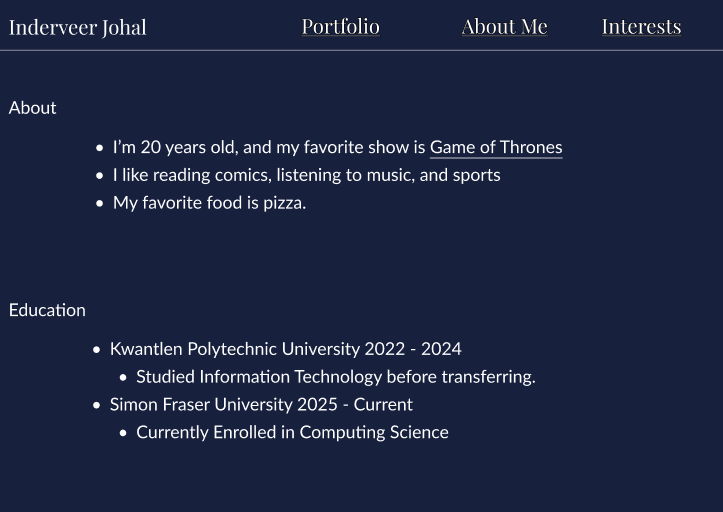 Inderveer Johal Portfolio About Me Interests
About
• I'm 20 years old, and my favorite show is Game of Thrones
• I like reading comics, listening to music, and sports
• My favorite food is pizza.
Education
• Kwantlen Polytechnic University 2022 - 2024
• Studied Information Technology before transferring.
• Simon Fraser University 2025 - Current
• Currently Enrolled in Computing Science